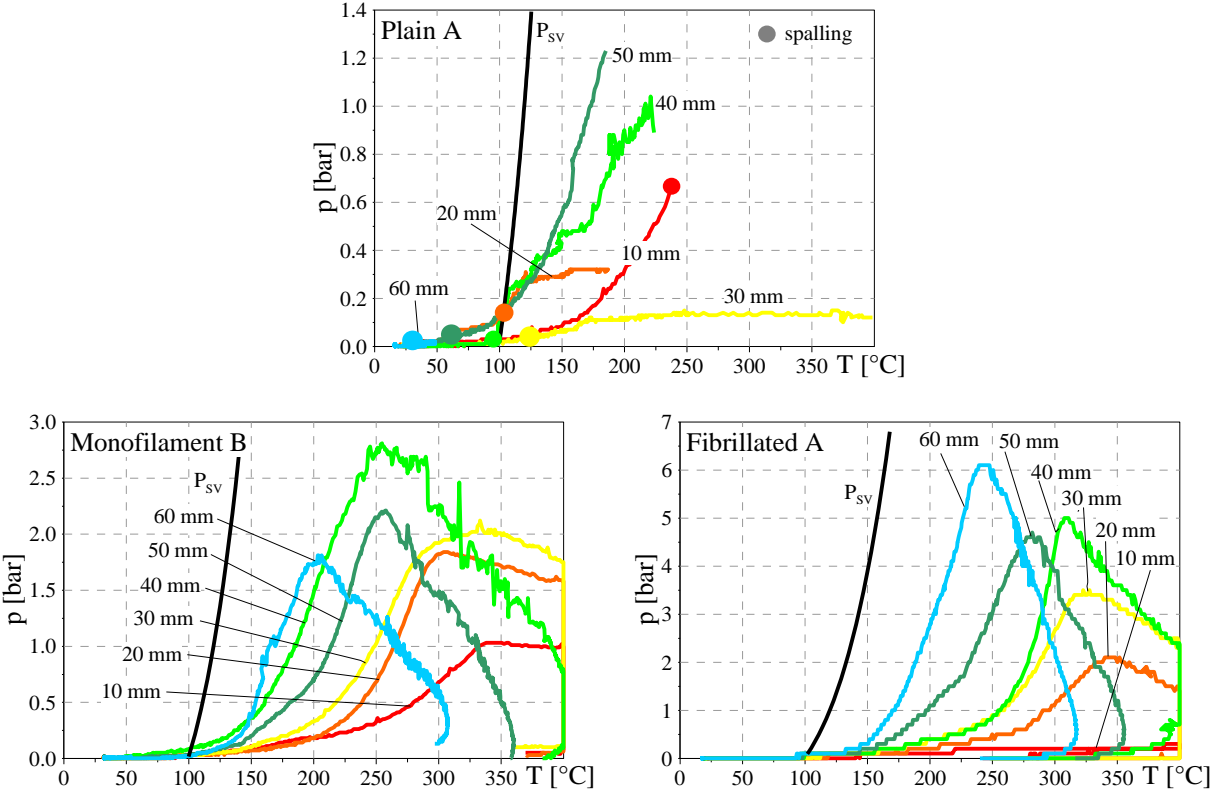 1.4
Plain A
P_SV
spalling
1.2
50 mm
1.0
40 mm
0.8
p [bar]
0.6
20 mm
0.4
10 mm
60 mm
30 mm
0.2
0.0
0 50 100 150 200 250 300 350 T [°C]
3.0
Monofilament B
2.5
P_SV
60 mm
2.0
50 mm
p [bar]
1.5
40 mm
30 mm
1.0
20 mm
0.5
10 mm
0.0
0 50 100 150 200 250 300 350 T [°C]
7
Fibrillated A
60 mm
50 mm
6
40 mm
P_SV
30 mm
5
20 mm
4
10 mm
p [bar]
3
2
1
0
0 50 100 150 200 250 300 350 T [°C]